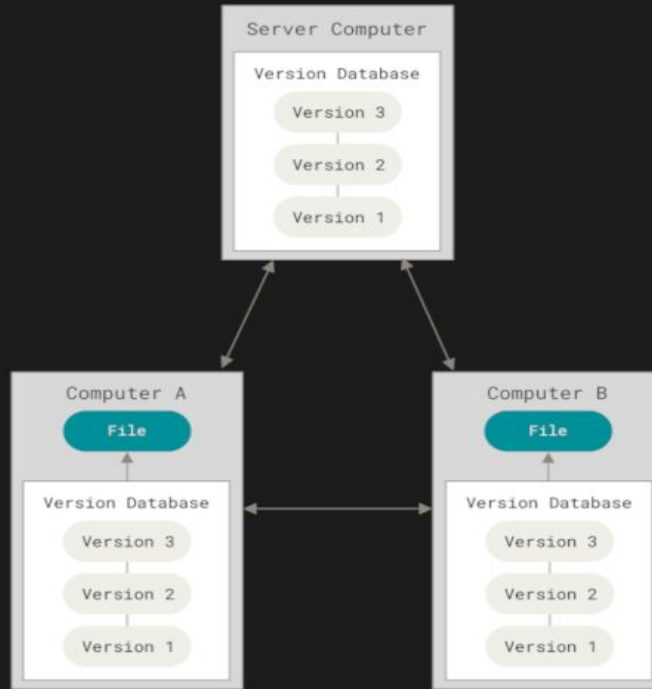 Server Computer
Version Database
Version 3
Version 2
Version 1
Computer A
File
Version Database
Version 3
Version 2
Version 1
Computer B
File
Version Database
Version 3
Version 2
Version 1